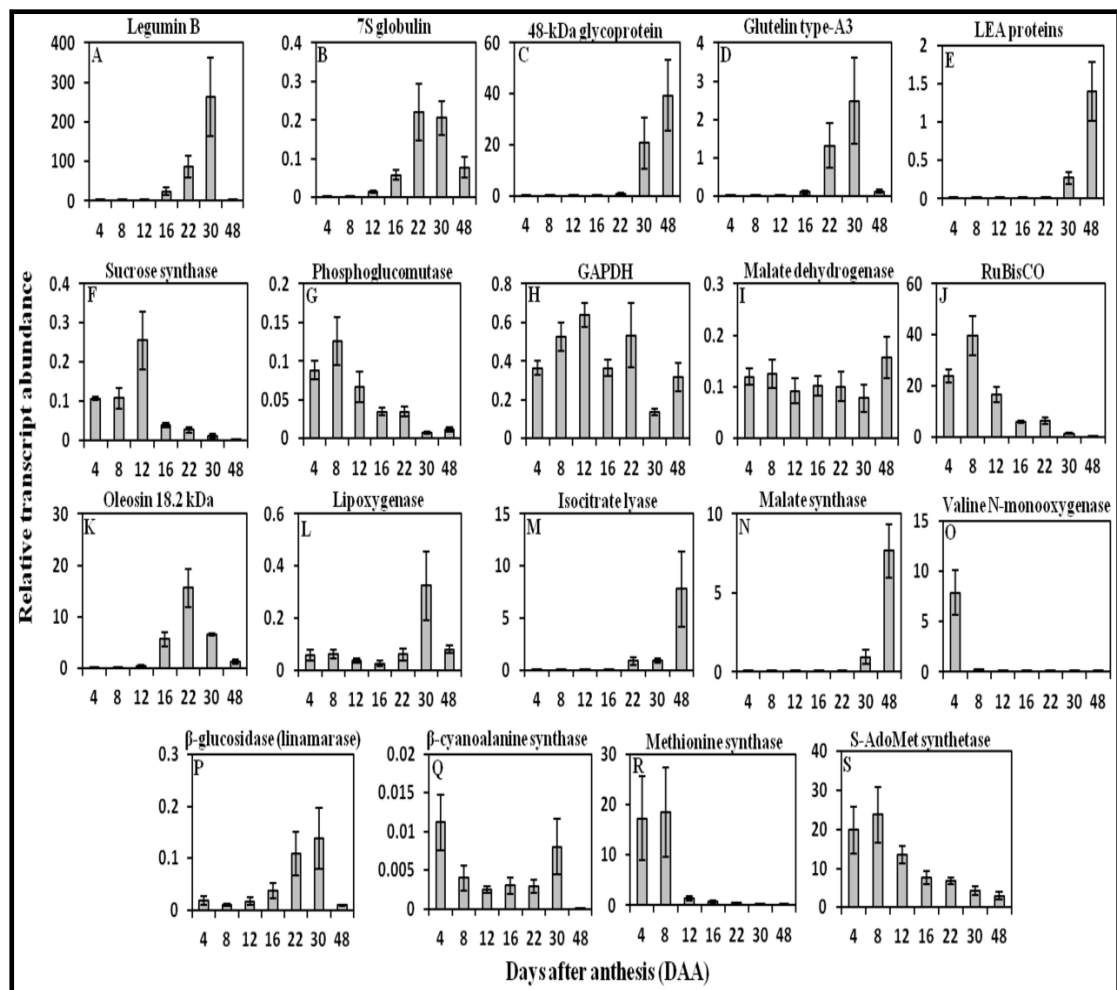 Relative transcript abundance
Legumin B
A
400
300
200
100
0
4 8 12 16 22 30 48
7S globulin
B
0.4
0.3
0.2
0.1
0
4 8 12 16 22 30 48
48-kDa glycoprotein
C
60
40
20
0
4 8 12 16 22 30 48
Glutelin type-A3
D
4
3
2
1
0
4 8 12 16 22 30 48
LEA proteins
E
2
1.5
1
0.5
0
4 8 12 16 22 30 48
Sucrose synthase
F
0.4
0.3
0.2
0.1
0
4 8 12 16 22 30 48
Phosphoglucomutase
G
0.2
0.15
0.1
0.05
0
4 8 12 16 22 30 48
GAPDH
H
0.8
0.6
0.4
0.2
0
4 8 12 16 22 30 48
Malate dehydrogenase
I
0.3
0.2
0.1
0
4 8 12 16 22 30 48
RuBisCO
J
60
40
20
0
4 8 12 16 22 30 48
Oleosin 18.2 kDa
K
30
20
10
0
4 8 12 16 22 30 48
Lipoxygenase
L
0.6
0.4
0.2
0
4 8 12 16 22 30 48
Isocitrate lyase
M
15
10
5
0
4 8 12 16 22 30 48
Malate synthase
N
10
5
0
4 8 12 16 22 30 48
Valine N-monooxygenase
O
15
10
5
0
4 8 12 16 22 30 48
β-glucosidase (linamarase)
P
0.3
0.2
0.1
0
4 8 12 16 22 30 48
β-cyanoalanine synthase
Q
0.02
0.015
0.01
0.005
0
4 8 12 16 22 30 48
Methionine synthase
R
30
20
10
0
4 8 12 16 22 30 48
S-AdoMet synthetase
S
40
30
20
10
0
4 8 12 16 22 30 48
Days after anthesis (DAA)